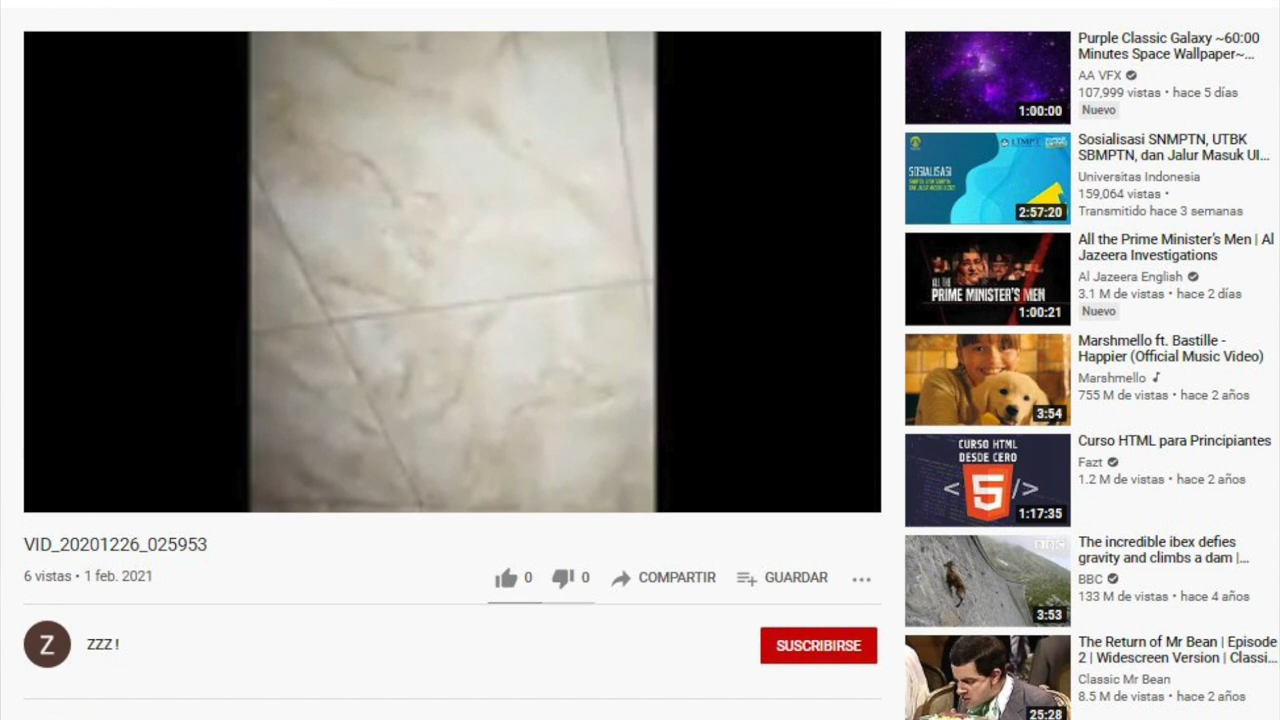 VID_20201226_025953
6 vistas • 1 feb. 2021
0
0
COMPARTIR
GUARDAR
Z
ZZZ !
SUSCRIBIRSE
1:00:00
Purple Classic Galaxy ~60:00
Minutes Space Wallpaper~...
AA VFX
107,999 vistas • hace 5 días
Nuevo
SOSIALISASI
2:57:20
Sosialisasi SNMPTN, UTBK
SBMPTN, dan Jalur Masuk UI...
Universitas Indonesia
159,064 vistas •
Transmitido hace 3 semanas
ALL THE
PRIME MINISTER'S MEN
1:00:21
All the Prime Minister's Men | Al
Jazeera Investigations
Al Jazeera English
3.1 M de vistas • hace 2 días
Nuevo
3:54
Marshmello ft. Bastille -
Happier (Official Music Video)
Marshmello
755 M de vistas • hace 2 años
CURSO HTML
DESDE CERO
5
1:17:35
Curso HTML para Principiantes
Fazt
1.2 M de vistas • hace 2 años
3:53
The incredible ibex defies
gravity and climbs a dam |...
BBC
133 M de vistas • hace 4 años
25:28
The Return of Mr Bean | Episode
2 | Widescreen Version | Classi...
Classic Mr Bean
8.5 M de vistas • hace 2 años